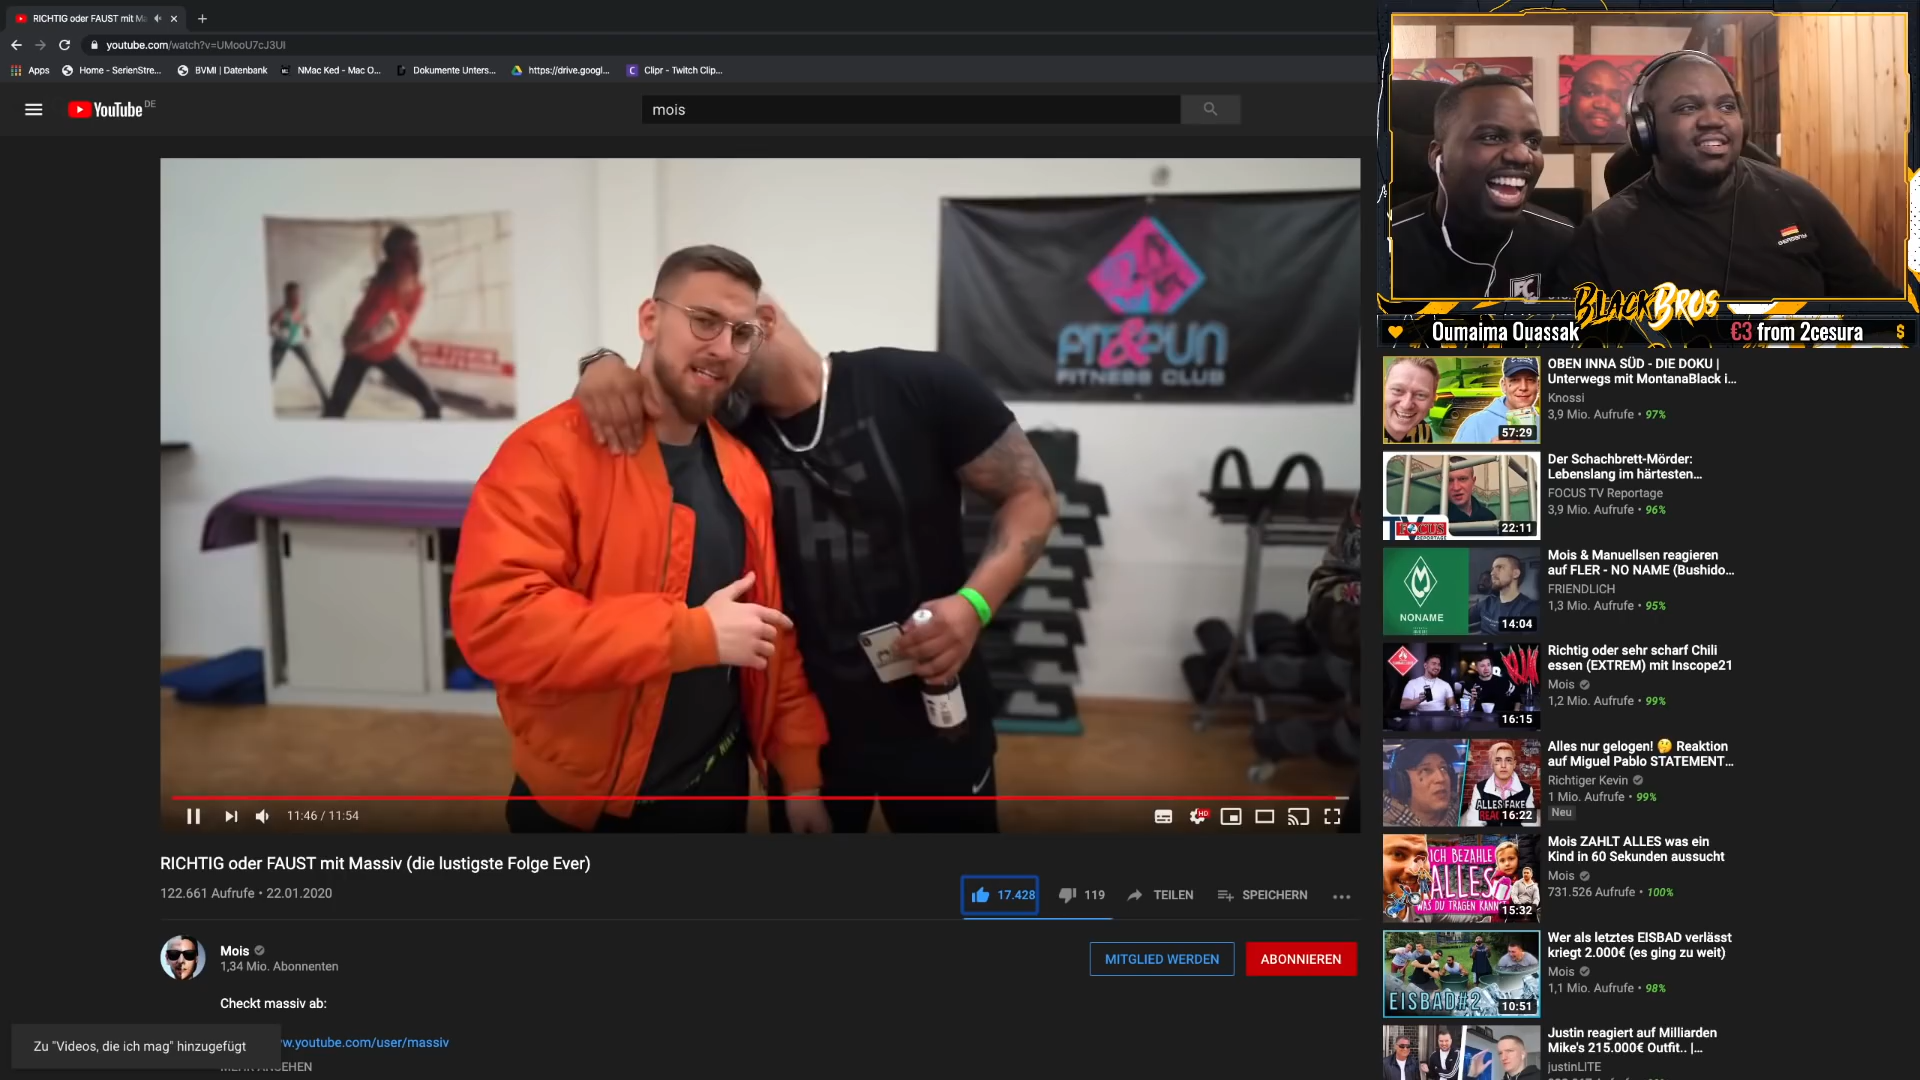 RICHTIG oder FAUST mit Ma
youtube.com/watch?v=UMooU7cJ3UI
Apps
Home - SerienStre...
BVMI | Datenbank
NMac Ked - Mac O...
Dokumente Unters...
https://drive.googl...
Clipr - Twitch Clip...
YouTube DE
mois
FIT&FUN
FITNESS CLUB
11:46 / 11:54
HD
RICHTIG oder FAUST mit Massiv (die lustigste Folge Ever)
122.661 Aufrufe • 22.01.2020
17.428
119
TEILEN
SPEICHERN
Mois
1,34 Mio. Abonnenten
MITGLIED WERDEN
ABONNIEREN
Checkt massiv ab:
w.youtube.com/user/massiv
Zu "Videos, die ich mag" hinzugefügt
GERMANY
BLACKBROS
Oumaima Ouassak
€3 from 2cesura
$
OBEN INNA SÜD - DIE DOKU |
Unterwegs mit MontanaBlack i...
Knossi
3,9 Mio. Aufrufe • 97%
57:29
Der Schachbrett-Mörder:
Lebenslang im härtesten...
FOCUS TV Reportage
3,9 Mio. Aufrufe • 96%
FOCUS
22:11
Mois & Manuellsen reagieren
auf FLER - NO NAME (Bushido...
FRIENDLICH
1,3 Mio. Aufrufe • 95%
NONAME
14:04
Richtig oder sehr scharf Chili
essen (EXTREM) mit Inscope21
Mois
1,2 Mio. Aufrufe • 99%
16:15
Alles nur gelogen! 🤔 Reaktion
auf Miguel Pablo STATEMENT...
Richtiger Kevin
1 Mio. Aufrufe • 99%
Neu
ALLES FAKE
16:22
Mois ZAHLT ALLES was ein
Kind in 60 Sekunden aussucht
Mois
731.526 Aufrufe • 100%
ICH BEZAHLE
ALLES
WAS DU TRAGEN KANNST
15:32
Wer als letztes EISBAD verlässt
kriegt 2.000€ (es ging zu weit)
Mois
1,1 Mio. Aufrufe • 98%
EISBAD#2
10:51
Justin reagiert auf Milliarden
Mike's 215.000€ Outfit.. |...
justinLITE